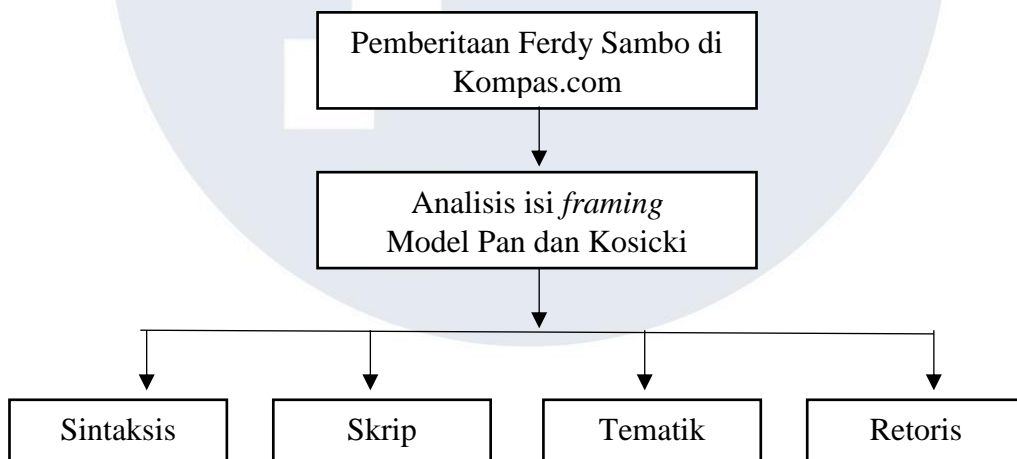 Pemberitaan Ferdy Sambo di
Kompas.com
Analisis isi framing
Model Pan dan Kosicki
Sintaksis
Skrip
Tematik
Retoris